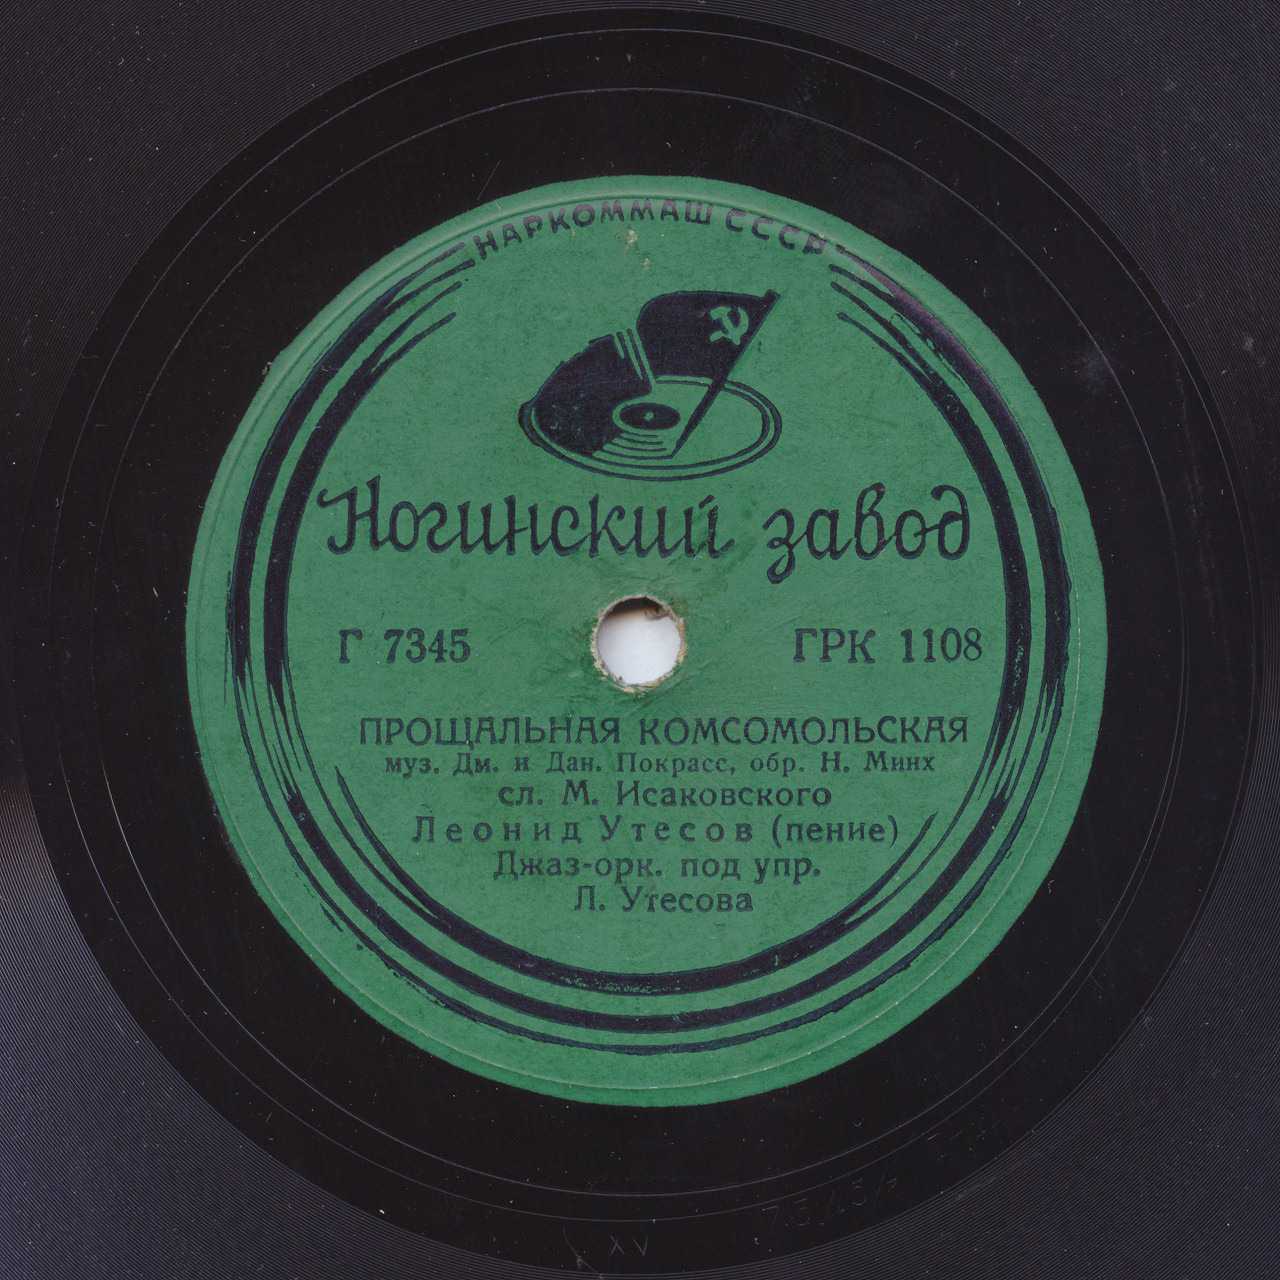 НАРКОММАШ СССР
Ногинский завод
Г 7345 ГРК 1108
ПРОЩАЛЬНАЯ КОМСОМОЛЬСКАЯ
муз. Дм. и Дан. Покрасс, обр. Н. Минх
сл. М. Исаковского
Леонид Утесов (пение)
Джаз-орк. под упр.
Л. Утесова
XV